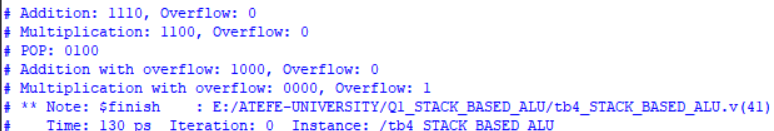 # Addition: 1110, Overflow: 0
# Multiplication: 1100, Overflow: 0
# POP: 0100
# Addition with overflow: 1000, Overflow: 0
# Multiplication with overflow: 0000, Overflow: 1
# ** Note: $finish    : E:/ATEFE-UNIVERSITY/Q1_STACK_BASED_ALU/tb4_STACK_BASED_ALU.v(41)
#    Time: 130 ps  Iteration: 0  Instance: /tb4_STACK_BASED_ALU